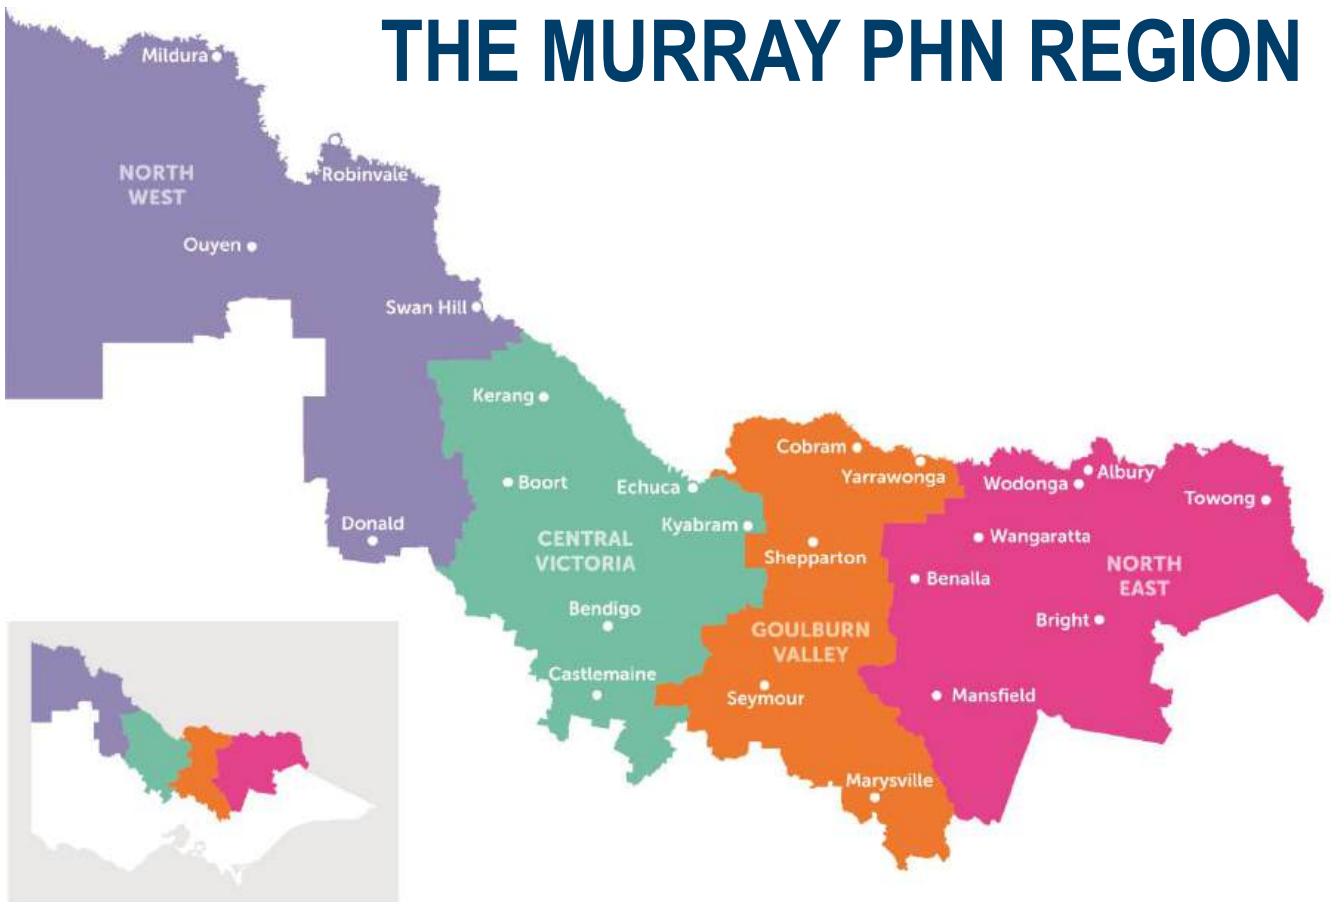 THE MURRAY PHN REGION
Mildura
NORTH
WEST
Robinvale
Ouyen
Swan Hill
Kerang
Boort
Echuca
Donald
Kyabram
CENTRAL
VICTORIA
Bendigo
Castlemaine
Cobram
Yarrawonga
Shepparton
GOULBURN
VALLEY
Seymour
Marysville
Albury
Wodonga
Towong
Wangaratta
Benalla
NORTH
EAST
Bright
Mansfield